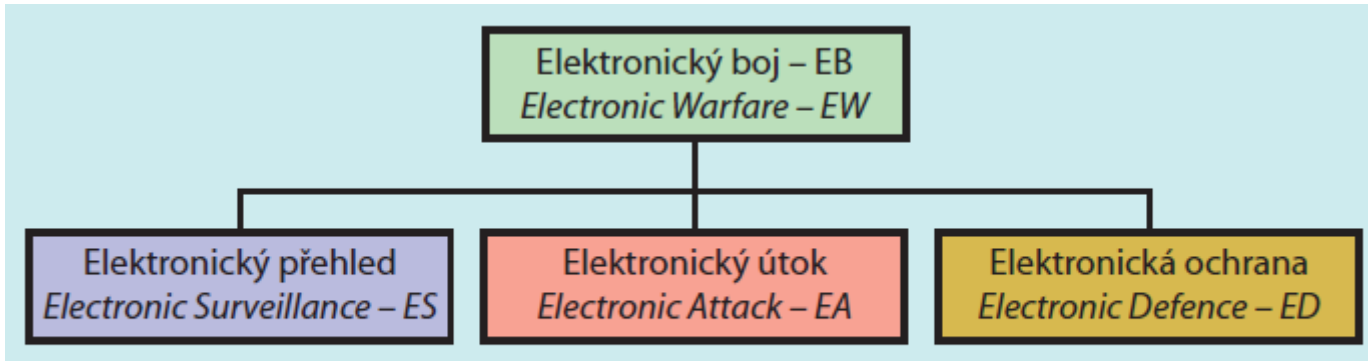 Elektronický boj – EB
Electronic Warfare – EW
Elektronický přehled
Electronic Surveillance – ES
Elektronický útok
Electronic Attack – EA
Elektronická ochrana
Electronic Defence – ED